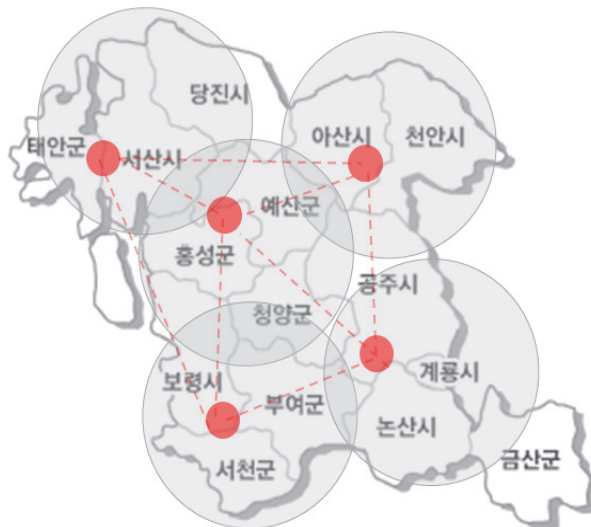 당진시
아산시
천안시
태안군
서산시
예산군
홍성군
공주시
청양군
보령시
계룡시
부여군
논산시
서천군
금산군